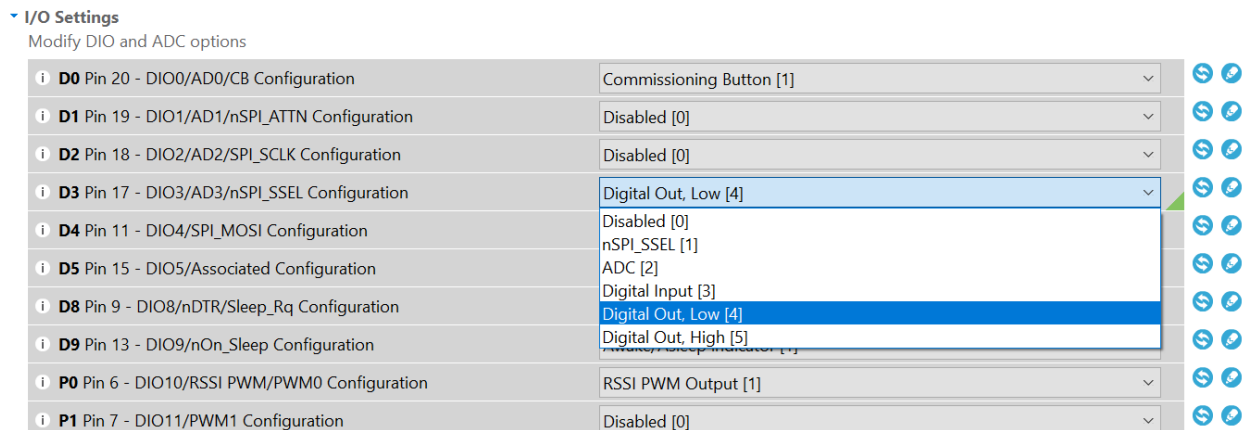 I/O Settings
Modify DIO and ADC options
i D0 Pin 20 - DIO0/AD0/CB Configuration Commissioning Button [1]
i D1 Pin 19 - DIO1/AD1/nSPI_ATTN Configuration Disabled [0]
i D2 Pin 18 - DIO2/AD2/SPI_SCLK Configuration Disabled [0]
i D3 Pin 17 - DIO3/AD3/nSPI_SSEL Configuration Digital Out, Low [4]
Disabled [0]
nSPI_SSEL [1]
ADC [2]
Digital Input [3]
Digital Out, Low [4]
Digital Out, High [5]
i D4 Pin 11 - DIO4/SPI_MOSI Configuration
i D5 Pin 15 - DIO5/Associated Configuration
i D8 Pin 9 - DIO8/nDTR/Sleep_Rq Configuration
i D9 Pin 13 - DIO9/nOn_Sleep Configuration
i P0 Pin 6 - DIO10/RSSI PWM/PWM0 Configuration RSSI PWM Output [1]
i P1 Pin 7 - DIO11/PWM1 Configuration Disabled [0]